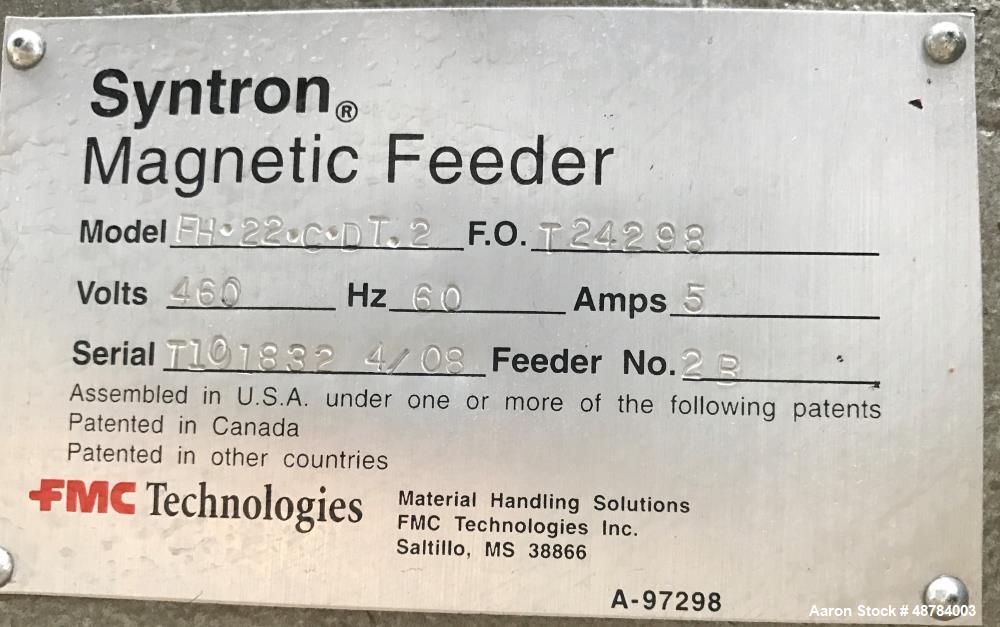 Syntron®
Magnetic Feeder
Model FH·22·C·DT.2 F.O. T24298
Volts 460 Hz 60 Amps 5
Serial T101832 4/08 Feeder No. 2B
Assembled in U.S.A. under one or more of the following patents
Patented in Canada
Patented in other countries
FMC Technologies
Material Handling Solutions
FMC Technologies Inc.
Saltillo, MS 38866
A-97298
Aaron Stock # 48784003